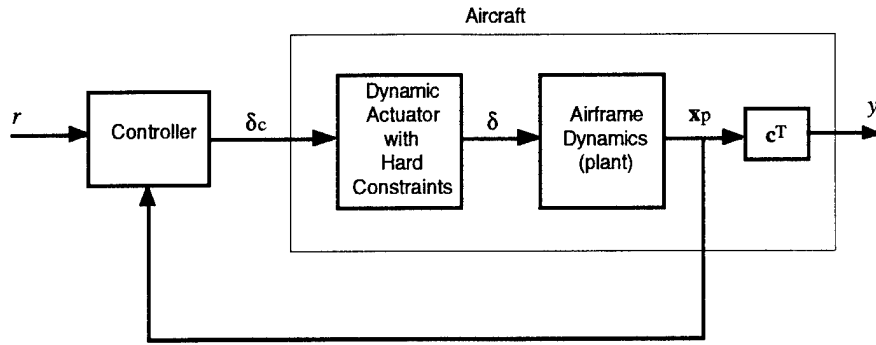 Aircraft
r
Controller
δc
Dynamic
Actuator
with
Hard
Constraints
δ
Airframe
Dynamics
(plant)
xp
cT
y